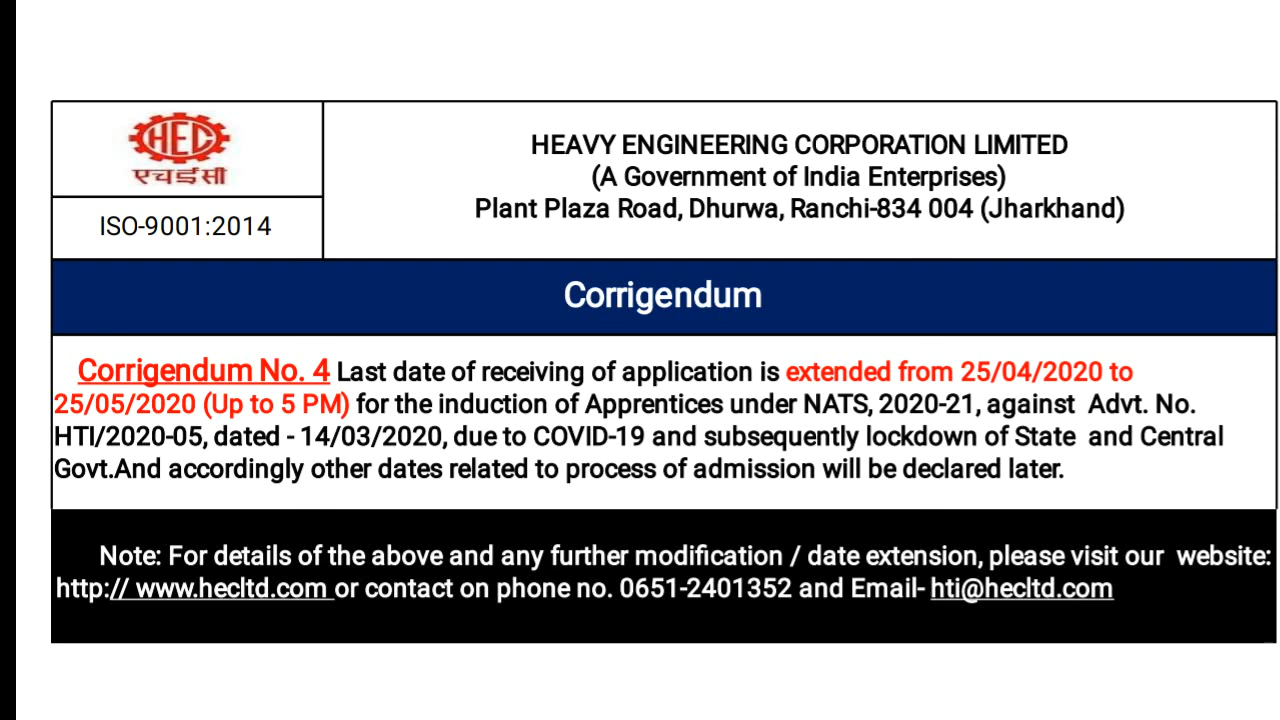 HEC
एचईसी
ISO-9001:2014
HEAVY ENGINEERING CORPORATION LIMITED
(A Government of India Enterprises)
Plant Plaza Road, Dhurwa, Ranchi-834 004 (Jharkhand)
Corrigendum
Corrigendum No. 4 Last date of receiving of application is extended from 25/04/2020 to
25/05/2020 (Up to 5 PM) for the induction of Apprentices under NATS, 2020-21, against Advt. No.
HTI/2020-05, dated - 14/03/2020, due to COVID-19 and subsequently lockdown of State and Central
Govt.And accordingly other dates related to process of admission will be declared later.
Note: For details of the above and any further modification / date extension, please visit our website:
http:// www.hecltd.com or contact on phone no. 0651-2401352 and Email- hti@hecltd.com